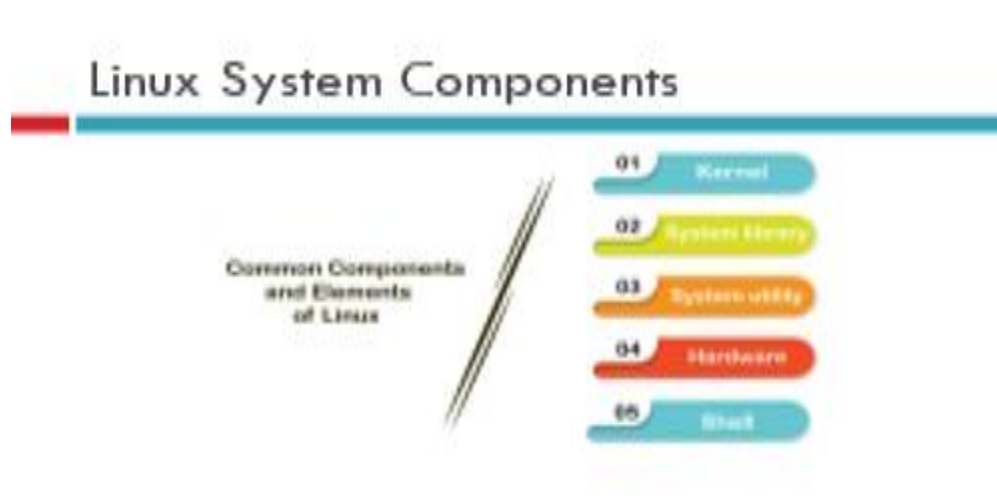 Linux System Components
Common Components
and Elements
of Linux
01
Kernel
02
System library
03
System utility
04
Hardware
05
Shell